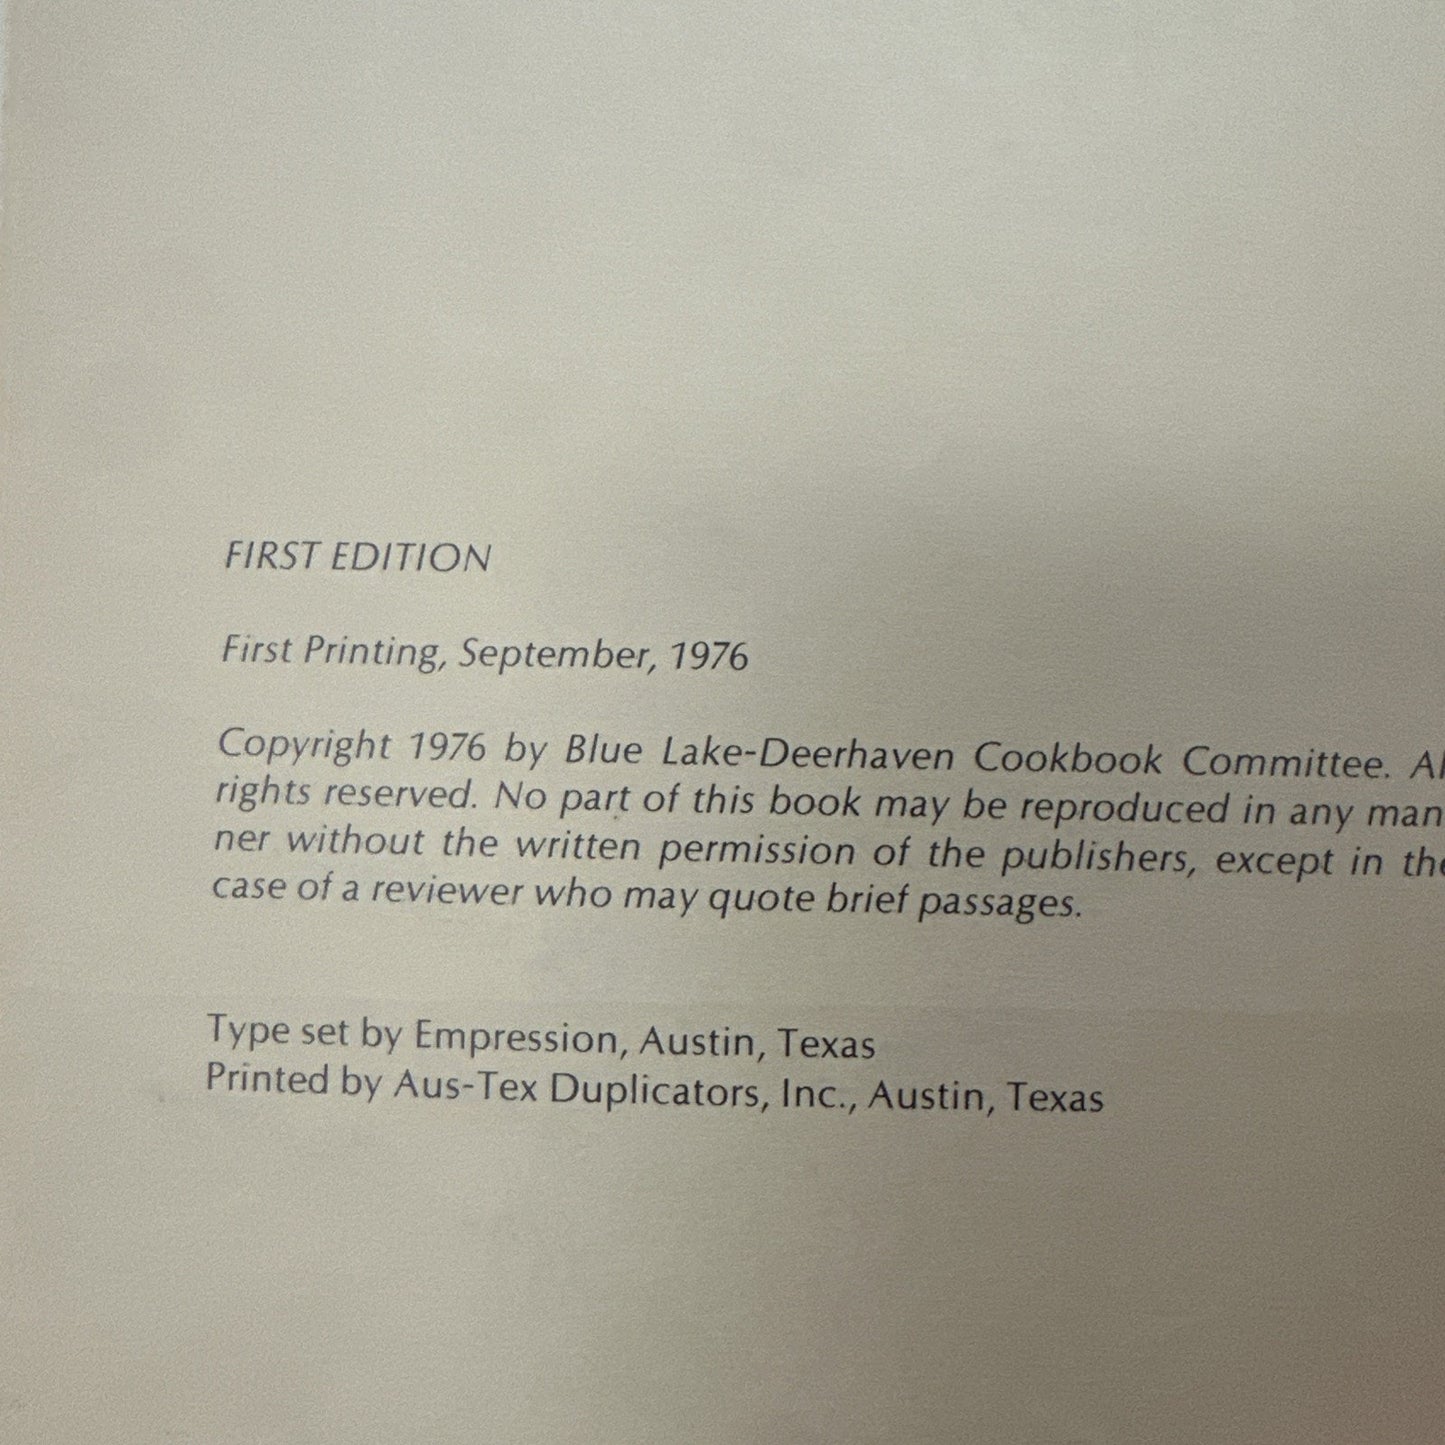 FIRST EDITION
First Printing, September, 1976
Copyright 1976 by Blue Lake-Deerhaven Cookbook Committee. Al
rights reserved. No part of this book may be reproduced in any man
ner without the written permission of the publishers, except in the
case of a reviewer who may quote brief passages.
Type set by Empression, Austin, Texas
Printed by Aus-Tex Duplicators, Inc., Austin, Texas